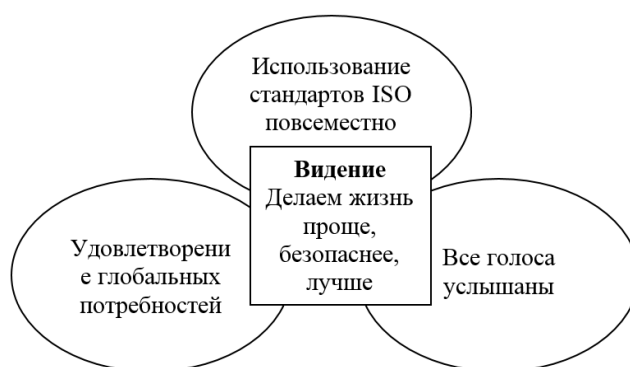 Использование
стандартов ISO
повсеместно
Видение
Делаем жизнь
проще,
безопаснее,
лучше
Удовлетворени
е глобальных
потребностей
Все голоса
услышаны